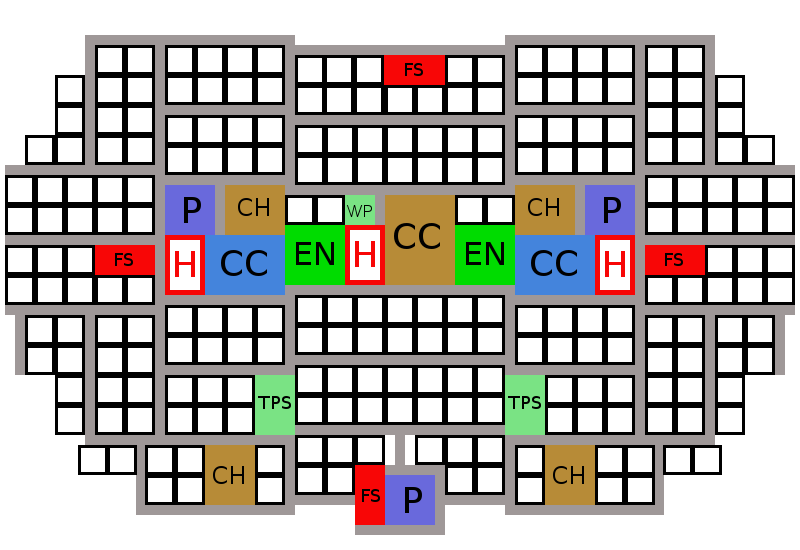 FS
P CH WP CH P
FS H CC EN H CC EN CC H FS
TPS TPS
CH CH
FS P